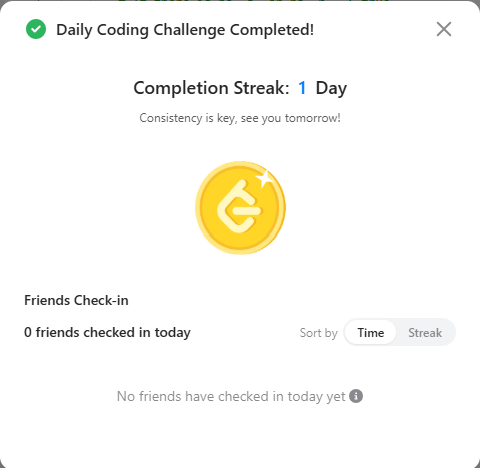 Daily Coding Challenge Completed!
Completion Streak: 1 Day
Consistency is key, see you tomorrow!
Friends Check-in
0 friends checked in today
Sort by Time Streak
No friends have checked in today yet